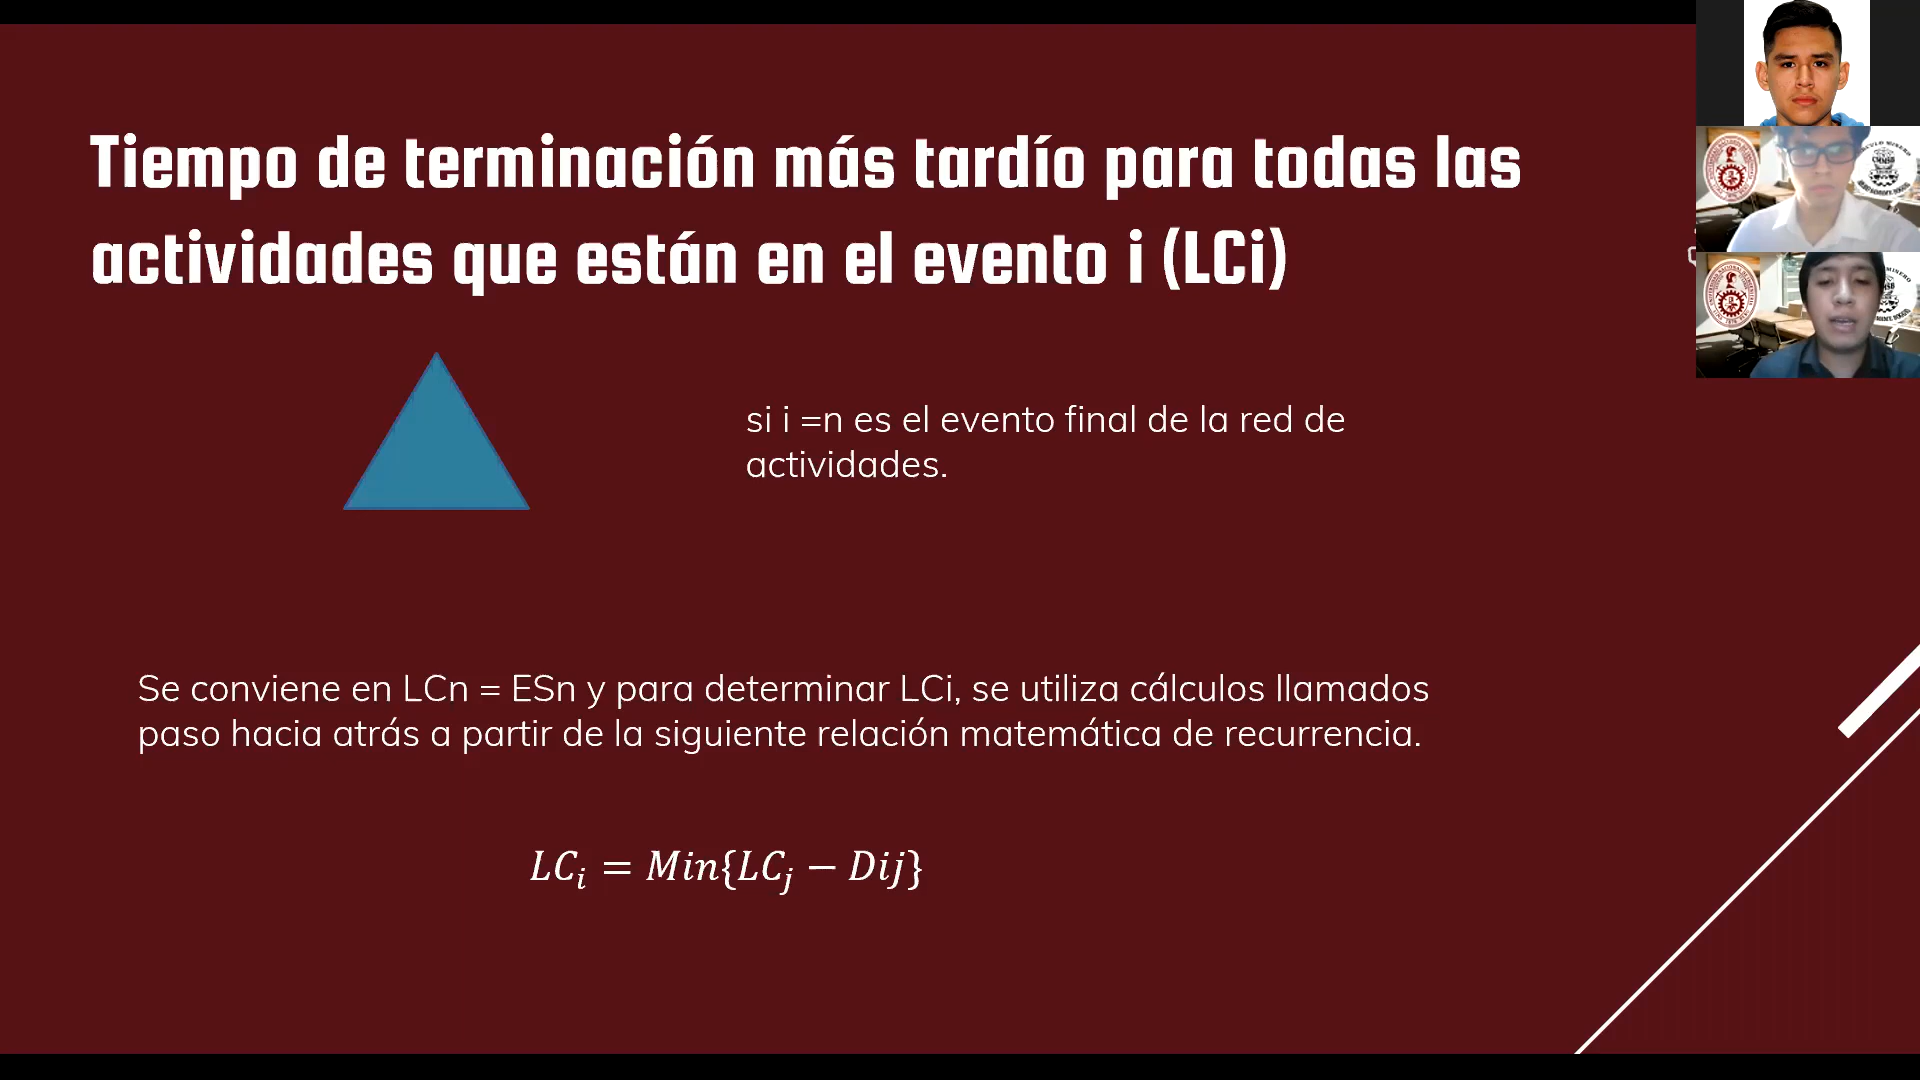 Tiempo de terminación más tardío para todas las
actividades que están en el evento i (LCi)
si i =n es el evento final de la red de
actividades.
Se conviene en LCn = ESn y para determinar LCi, se utiliza cálculos llamados
paso hacia atrás a partir de la siguiente relación matemática de recurrencia.
LC_i = Min{LC_j − Dij}